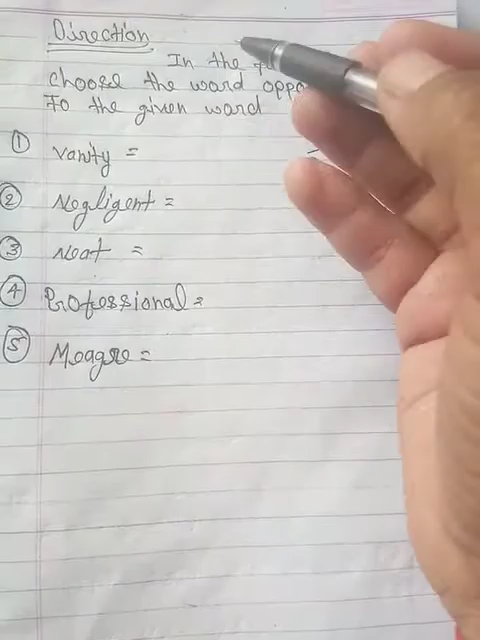 Direction
In the
choose the word oppo
To the given word
① Vanity =
② Negligent =
③ Neat =
④ Professional =
⑤ Meagre =